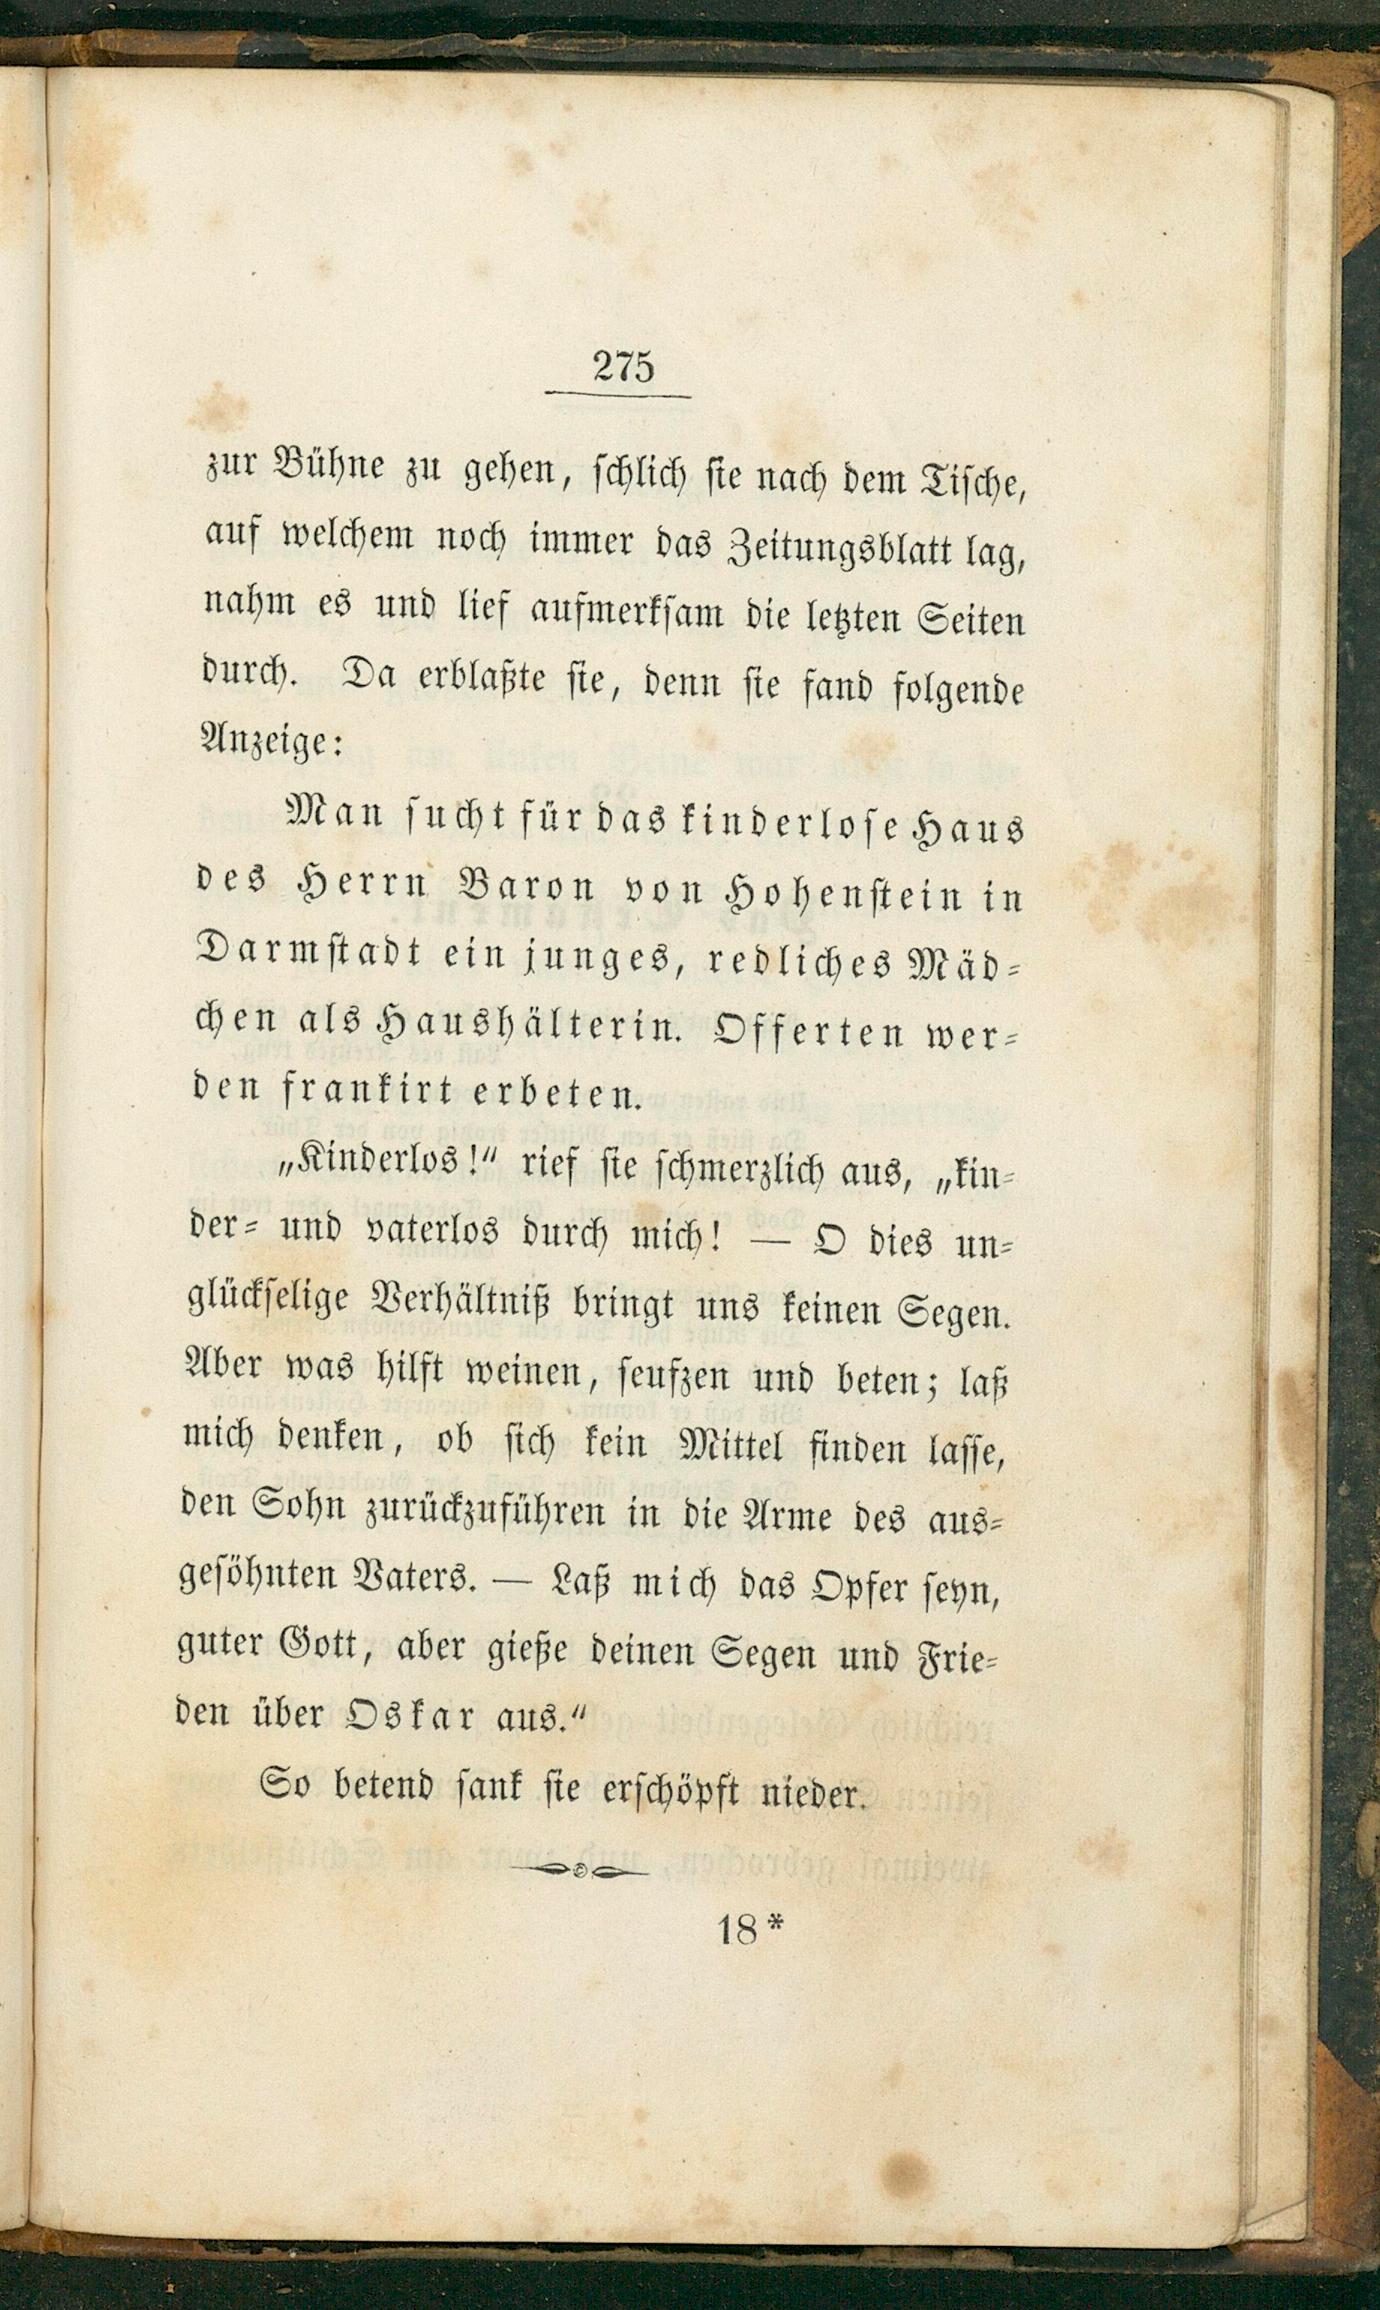 275
zur Bühne zu gehen, schlich sie nach dem Tische,
auf welchem noch immer das Zeitungsblatt lag,
nahm es und lief aufmerksam die letzten Seiten
durch. Da erblaßte sie, denn sie fand folgende
Anzeige:
Man sucht für das kinderlose Haus
des Herrn Baron von Hohenstein in
Darmstadt ein junges, redliches Mäd-
chen als Haushälterin. Offerten wer-
den frankirt erbeten.
„Kinderlos!“ rief sie schmerzlich aus, „kin-
der- und vaterlos durch mich! — O dies un-
glückselige Verhältniß bringt uns keinen Segen.
Aber was hilft weinen, seufzen und beten; laß
mich denken, ob sich kein Mittel finden lasse,
den Sohn zurückzuführen in die Arme des aus-
gesöhnten Vaters. — Laß mich das Opfer seyn,
guter Gott, aber gieße deinen Segen und Frie-
den über Oskar aus.“
So betend sank sie erschöpft nieder.
18*